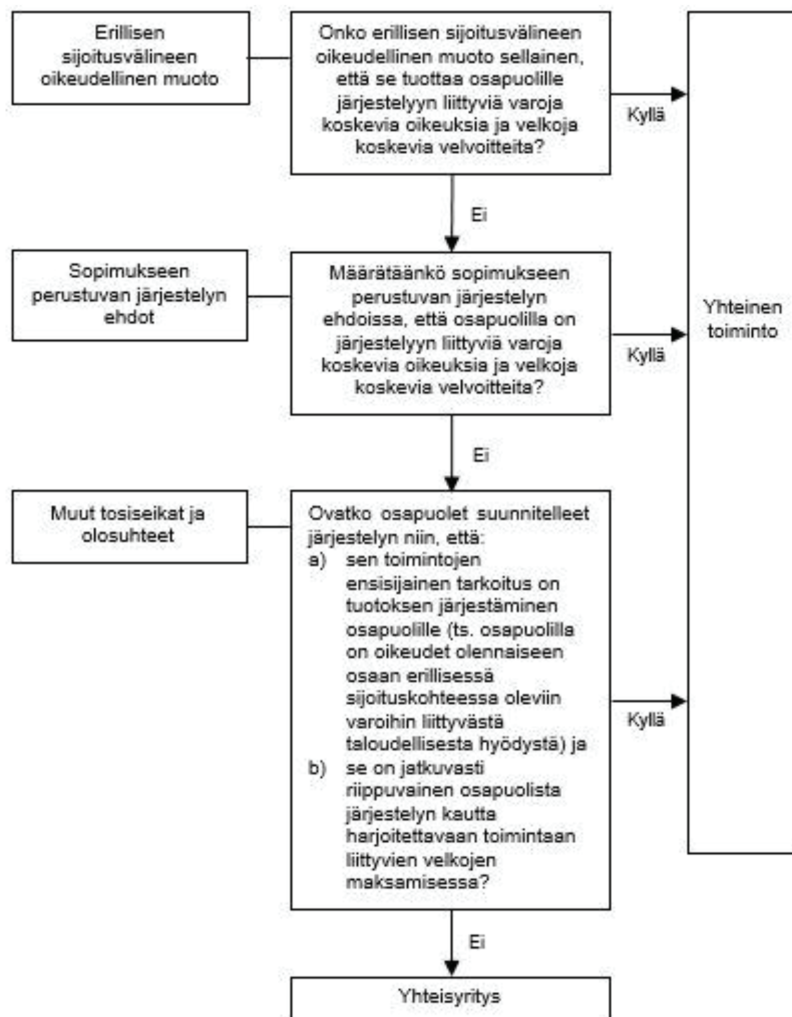 Erillisen
sijoitusvälineen
oikeudellinen muoto
Onko erillisen sijoitusvälineen
oikeudellinen muoto sellainen,
että se tuottaa osapuolille
järjestelyyn liittyviä varoja
koskevia oikeuksia ja velkoja
koskevia velvoitteita?
Kyllä
Ei
Sopimukseen
perustuvan järjestelyn
ehdot
Määrätäänkö sopimukseen
perustuvan järjestelyn
ehdoissa, että osapuolilla on
järjestelyyn liittyviä varoja
koskevia oikeuksia ja velkoja
koskevia velvoitteita?
Kyllä
Yhteinen
toiminto
Ei
Muut tosiseikat ja
olosuhteet
Ovatko osapuolet suunnitelleet
järjestelyn niin, että:
a) sen toimintojen
ensisijainen tarkoitus on
tuotoksen järjestäminen
osapuolille (ts. osapuolilla
on oikeudet olennaiseen
osaan erillisessä
sijoituskohteessa oleviin
varoihin liittyvästä
taloudellisesta hyödystä) ja
b) se on jatkuvasti
riippuvainen osapuolista
järjestelyn kautta
harjoitettavaan toimintaan
liittyvien velkojen
maksamisessa?
Kyllä
Ei
Yhteisyritys